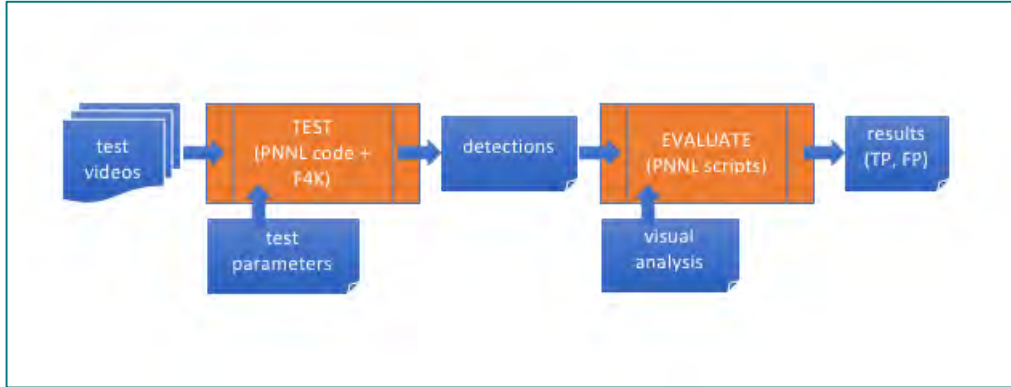 test
videos
TEST
(PNNL code +
F4K)
detections
EVALUATE
(PNNL scripts)
results
(TP, FP)
test
parameters
visual
analysis